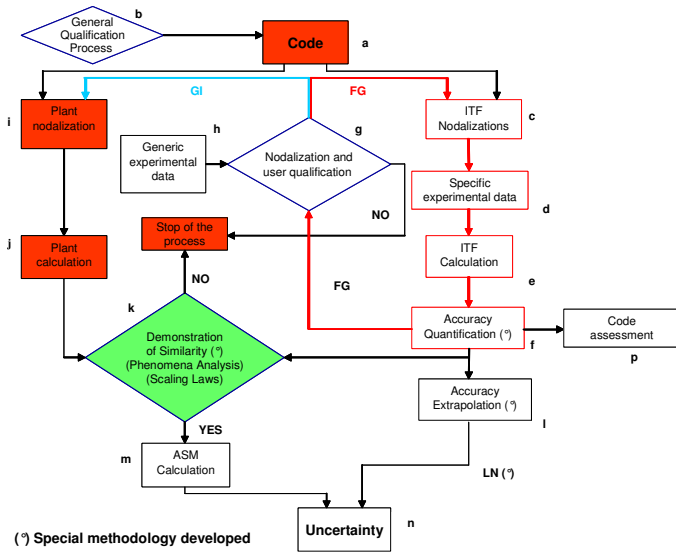 b
General
Qualification
Process
Code
a
GI
FG
i
Plant
nodalization
ITF
Nodalizations
c
h
g
Generic
experimental
data
Nodalization and
user qualification
Specific
experimental data
d
NO
Stop of the
process
j
Plant
calculation
ITF
Calculation
e
NO
FG
k
Accuracy
Quantification (°)
f
Code
assessment
p
Demonstration
of Similarity (°)
(Phenomena Analysis)
(Scaling Laws)
Accuracy
Extrapolation (°)
l
YES
m
ASM
Calculation
LN (°)
Uncertainty
n
(°) Special methodology developed